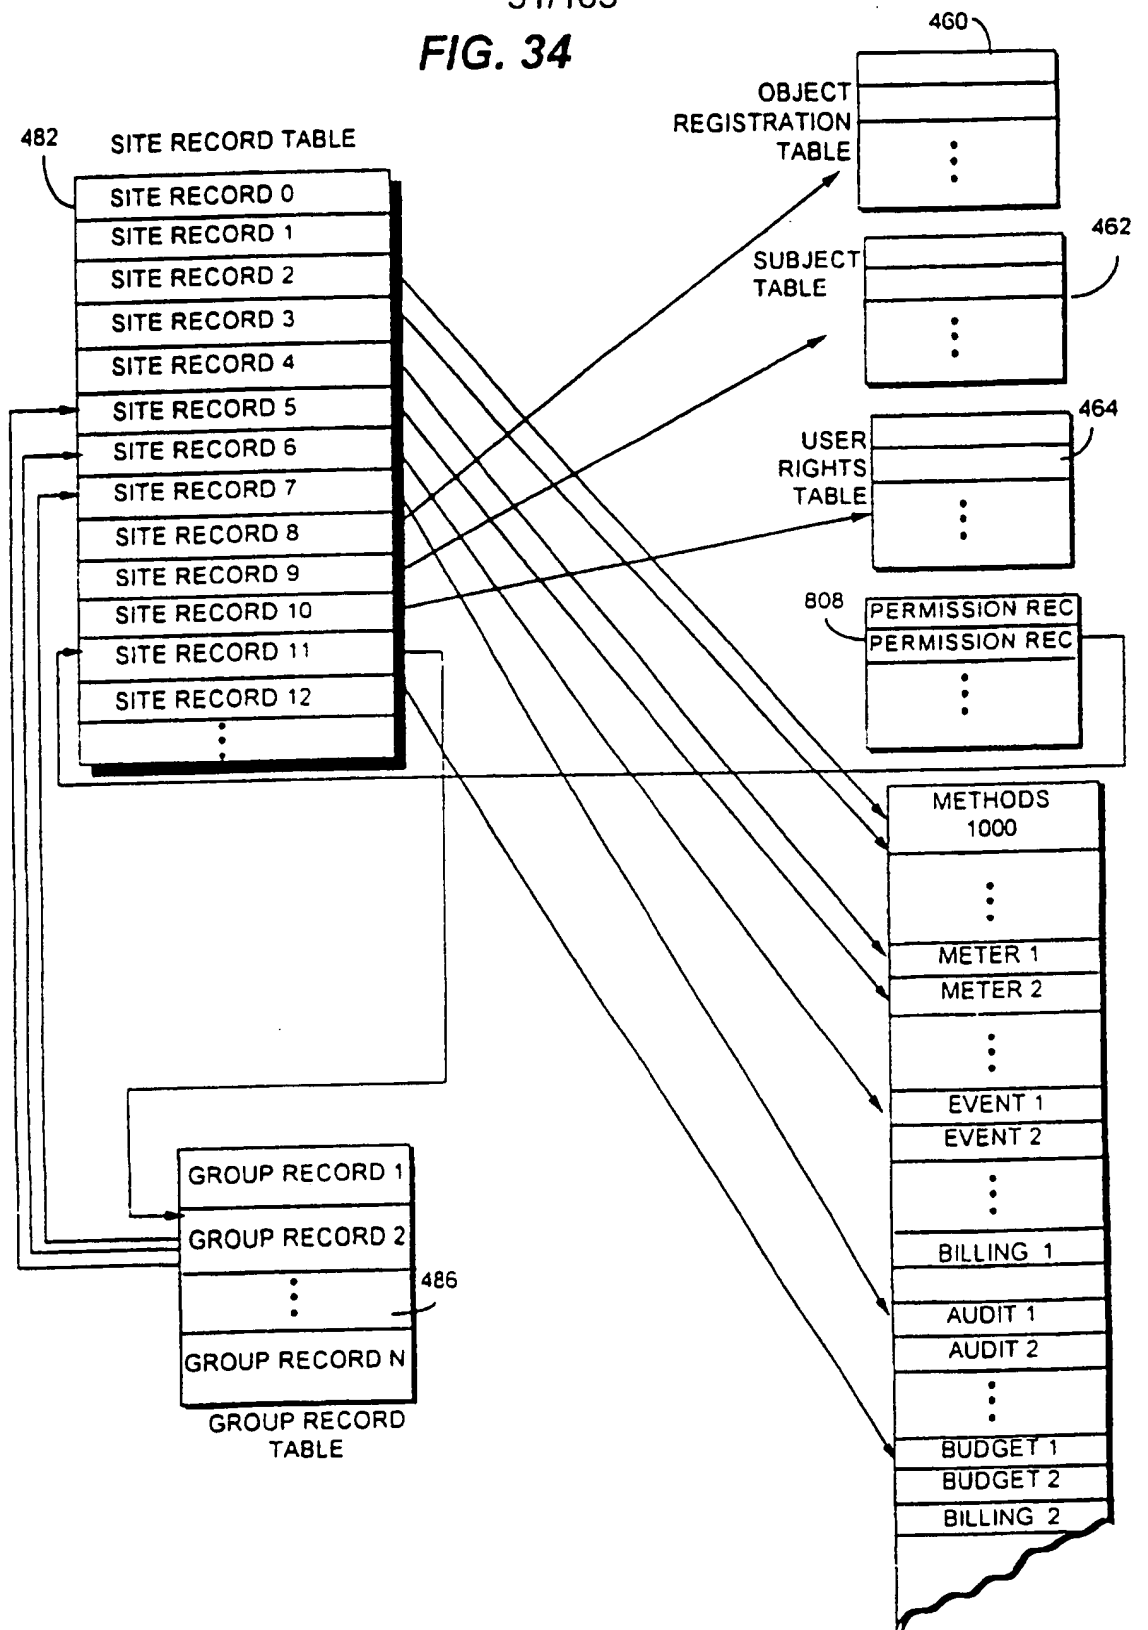 FIG. 34
482
SITE RECORD TABLE
SITE RECORD 0
SITE RECORD 1
SITE RECORD 2
SITE RECORD 3
SITE RECORD 4
SITE RECORD 5
SITE RECORD 6
SITE RECORD 7
SITE RECORD 8
SITE RECORD 9
SITE RECORD 10
SITE RECORD 11
SITE RECORD 12
460
OBJECT
REGISTRATION
TABLE
SUBJECT
TABLE
462
USER
RIGHTS
TABLE
464
808
PERMISSION REC
PERMISSION REC
METHODS
1000
METER 1
METER 2
EVENT 1
EVENT 2
BILLING 1
AUDIT 1
AUDIT 2
BUDGET 1
BUDGET 2
BILLING 2
GROUP RECORD 1
GROUP RECORD 2
486
GROUP RECORD N
GROUP RECORD
TABLE